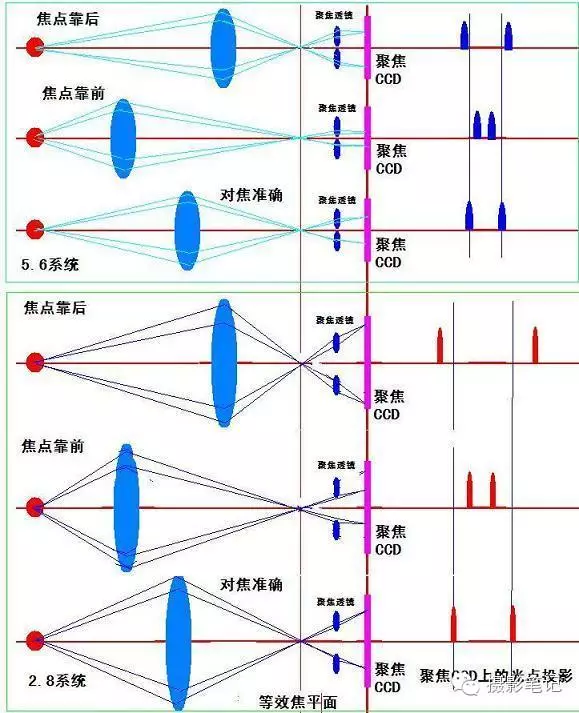 焦点靠后
聚焦透镜
聚焦
CCD
焦点靠前
聚焦透镜
聚焦
CCD
对焦准确
聚焦透镜
聚焦
CCD
5.6系统
焦点靠后
聚焦透镜
聚焦
CCD
焦点靠前
聚焦透镜
聚焦
CCD
对焦准确
聚焦透镜
聚焦
CCD
聚焦CCD上的光点投影
2.8系统
摄影笔记
等效焦平面